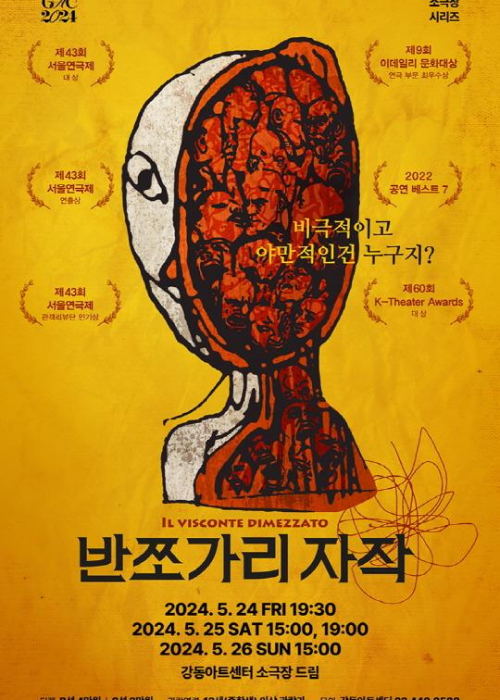 GAC
2024
소극장
시리즈
제43회
서울연극제
대상
제9회
이데일리 문화대상
연극 부문 최우수상
제43회
서울연극제
연출상
2022
공연 베스트 7
비극적이고
야만적인건 누구지?
제43회
서울연극제
관객리뷰단 인기상
제60회
K-Theater Awards
대상
IL VISCONTE DIMEZZATO
반쪼가리 자작
2024. 5. 24 FRI 19:30
2024. 5. 25 SAT 15:00, 19:00
2024. 5. 26 SUN 15:00
강동아트센터 소극장 드림